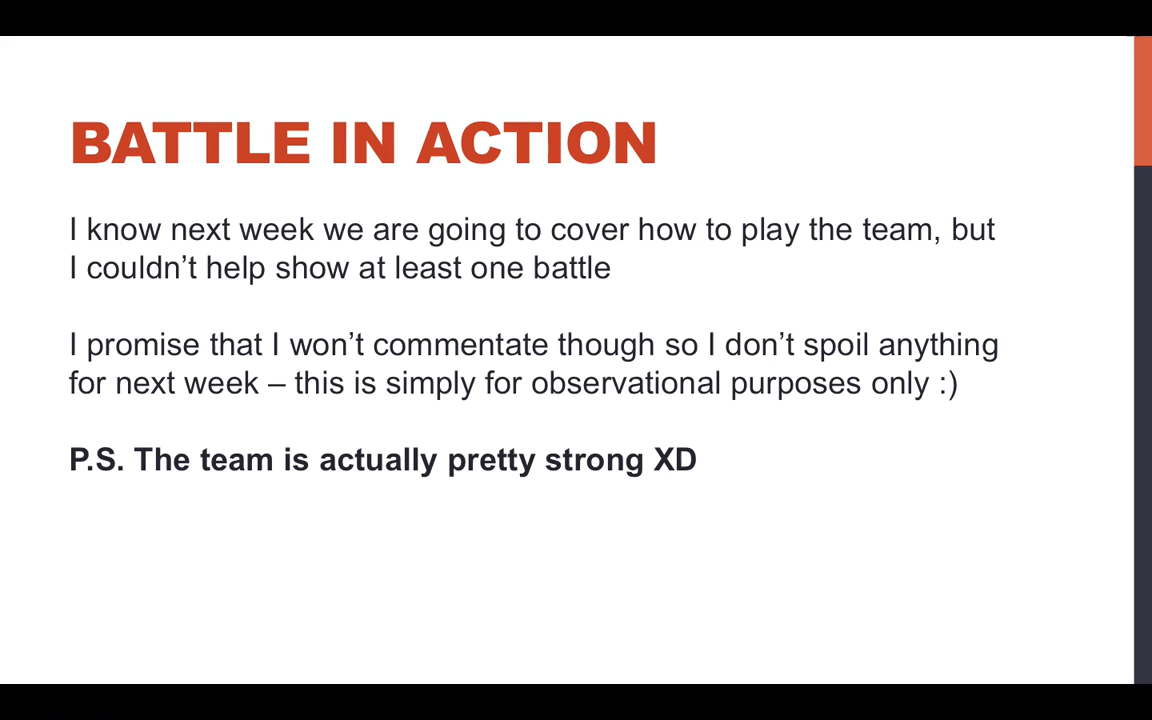 BATTLE IN ACTION
I know next week we are going to cover how to play the team, but
I couldn’t help show at least one battle
I promise that I won’t commentate though so I don’t spoil anything
for next week – this is simply for observational purposes only :)
P.S. The team is actually pretty strong XD